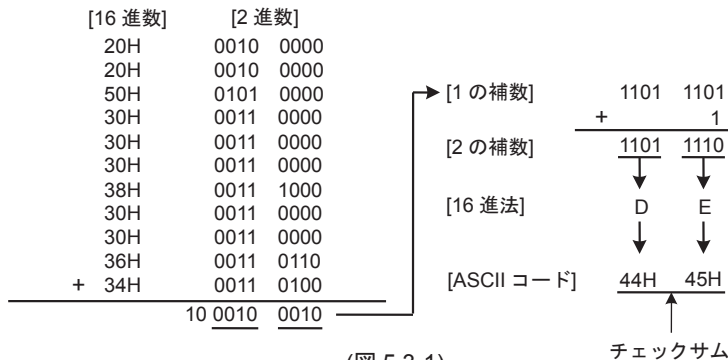 [16 進数] [2 進数]
20H 0010 0000
20H 0010 0000
50H 0101 0000
30H 0011 0000
30H 0011 0000
30H 0011 0000
38H 0011 1000
30H 0011 0000
30H 0011 0000
36H 0011 0110
+ 34H 0011 0100
10 0010 0010
[1 の補数] 1101 1101
+ 1
[2 の補数] 1101 1110
[16 進法] D E
[ASCII コード] 44H 45H
チェックサム
(図 5.2-1)